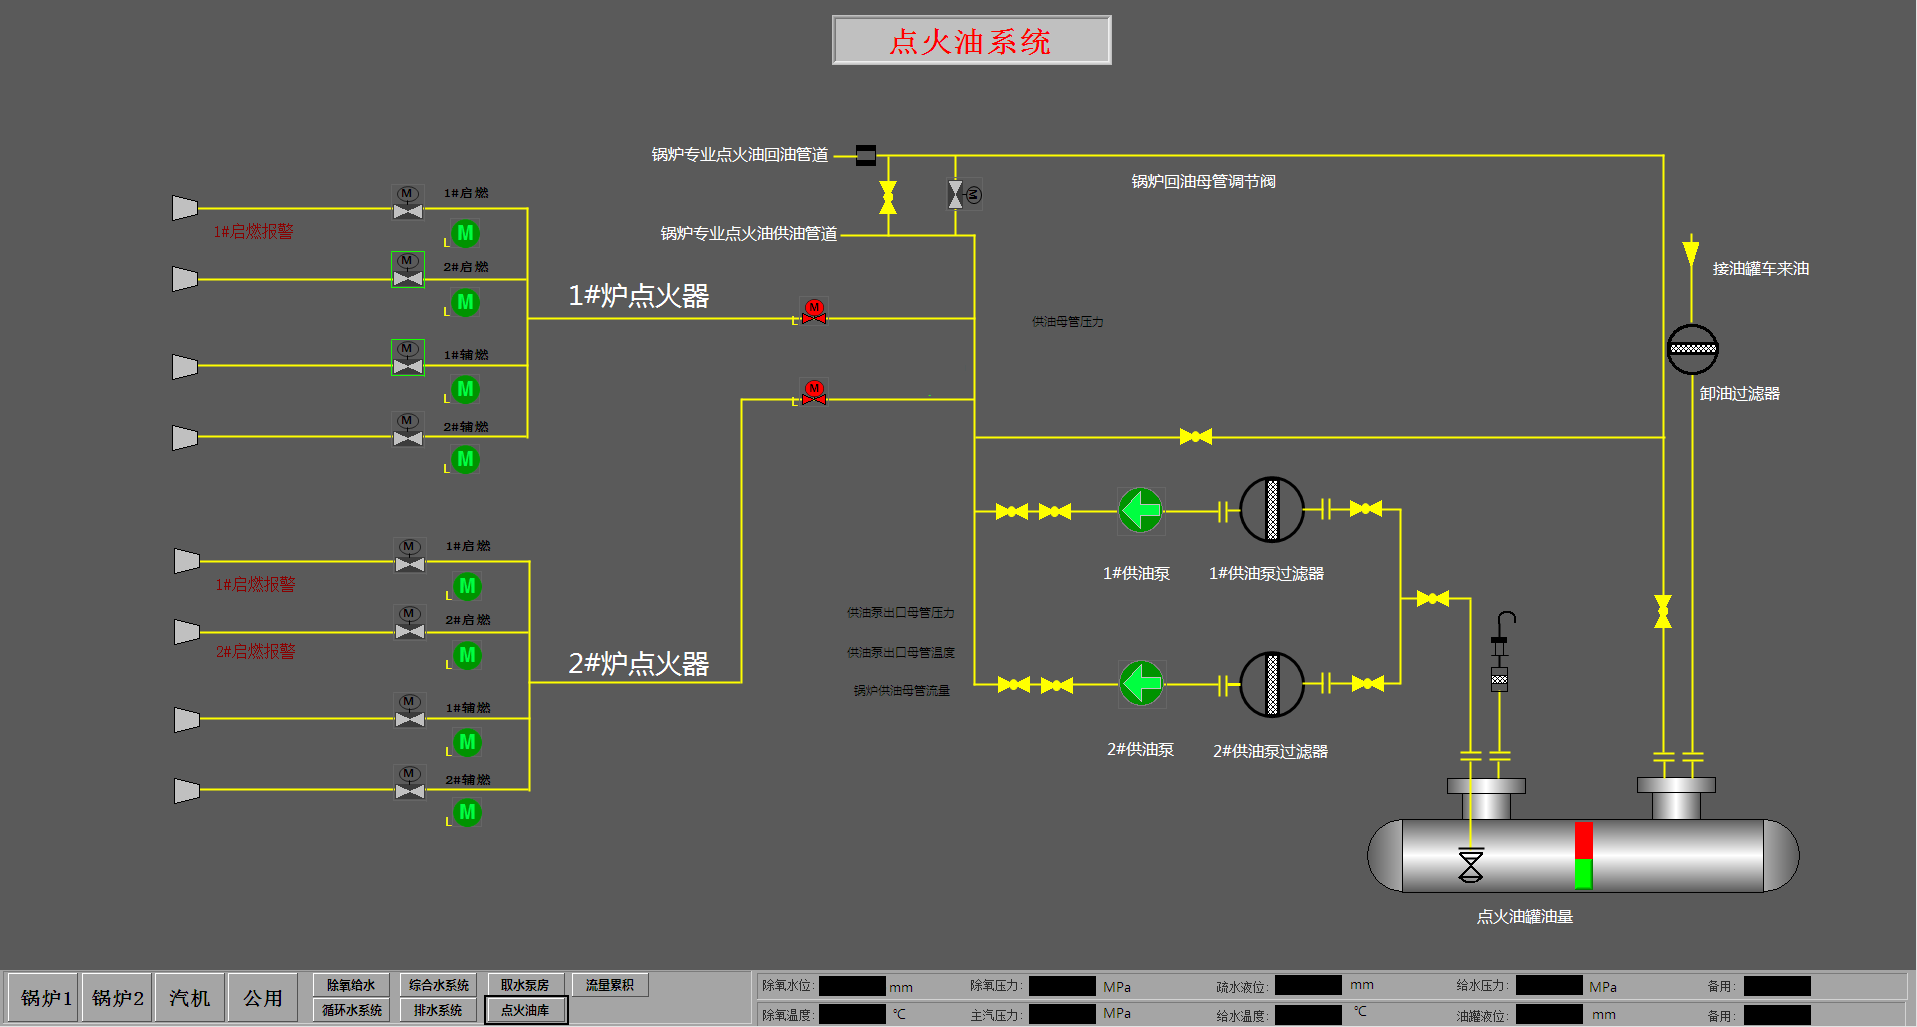 点火油系统
锅炉专业点火油回油管道
锅炉回油母管调节阀
M
M
1#启燃
1#启燃报警
M
L
锅炉专业点火油供油管道
M
2#启燃
接油罐车来油
M
L
1#炉点火器
M
L
供油母管压力
M
1#辅燃
M
L
M
L
卸油过滤器
M
2#辅燃
M
L
M
1#启燃
1#供油泵
1#供油泵过滤器
1#启燃报警
M
L
M
2#启燃
供油泵出口母管压力
2#启燃报警
M
L
供油泵出口母管温度
2#炉点火器
锅炉供油母管流量
M
1#辅燃
M
L
2#供油泵
2#供油泵过滤器
M
2#辅燃
M
L
点火油罐油量
锅炉1
锅炉2
汽机
公用
除氧给水
综合水系统
取水泵房
流量累积
循环水系统
排水系统
点火油库
除氧水位: mm
除氧压力: MPa
疏水液位: mm
给水压力: MPa
备用:
除氧温度: ℃
主汽压力: MPa
给水温度: ℃
油罐液位: mm
备用: